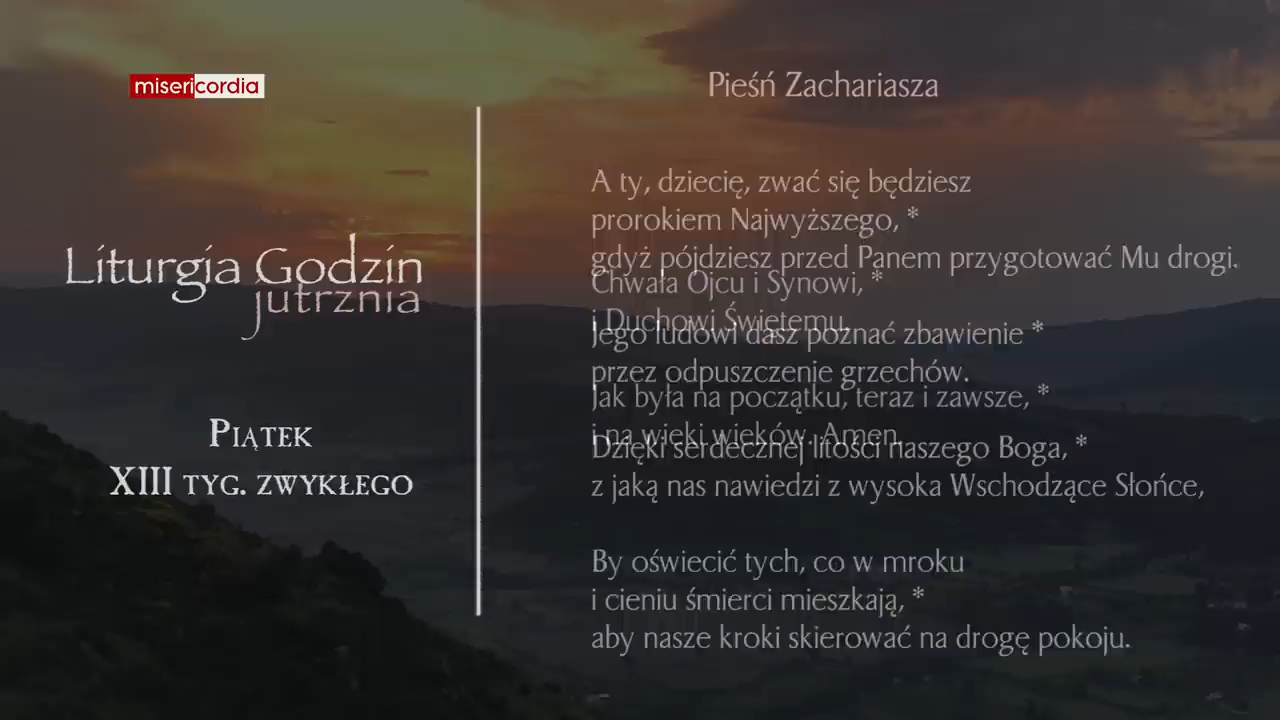 misericordia
Pieśń Zachariasza
Liturgia Godzin
jutrznia
Piątek
XIII tyg. zwykłego
A ty, dziecię, zwać się będziesz
prorokiem Najwyższego, *
gdyż pójdziesz przed Panem przygotować Mu drogi.
Chwała Ojcu i Synowi, *
i Duchowi Świętemu.
Jego ludowi dasz poznać zbawienie *
przez odpuszczenie grzechów.
Jak była na początku, teraz i zawsze, *
i na wieki wieków. Amen.
Dzięki serdecznej litości naszego Boga, *
z jaką nas nawiedzi z wysoka Wschodzące Słońce,
By oświecić tych, co w mroku
i cieniu śmierci mieszkają, *
aby nasze kroki skierować na drogę pokoju.